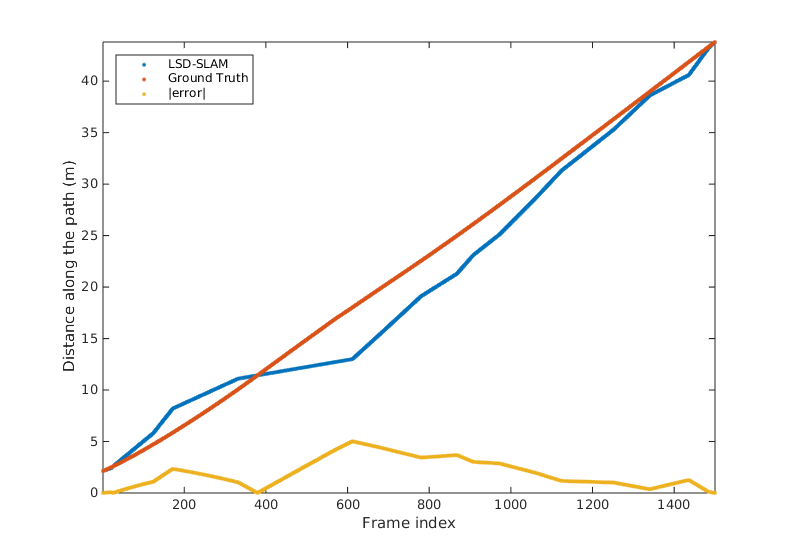 LSD-SLAM
Ground Truth
|error|
Distance along the path (m)
40
35
30
25
20
15
10
5
0
200 400 600 800 1000 1200 1400
Frame index